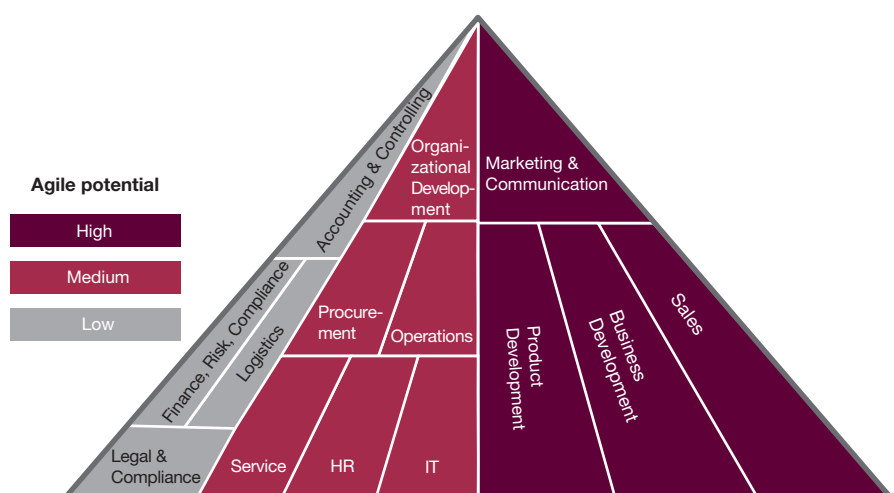 Agile potential
High
Medium
Low
Accounting & Controlling
Organi-
zational
Develop-
ment
Marketing &
Communication
Finance, Risk, Compliance
Logistics
Procure-
ment
Operations
Product
Development
Business
Development
Sales
Legal &
Compliance
Service
HR
IT